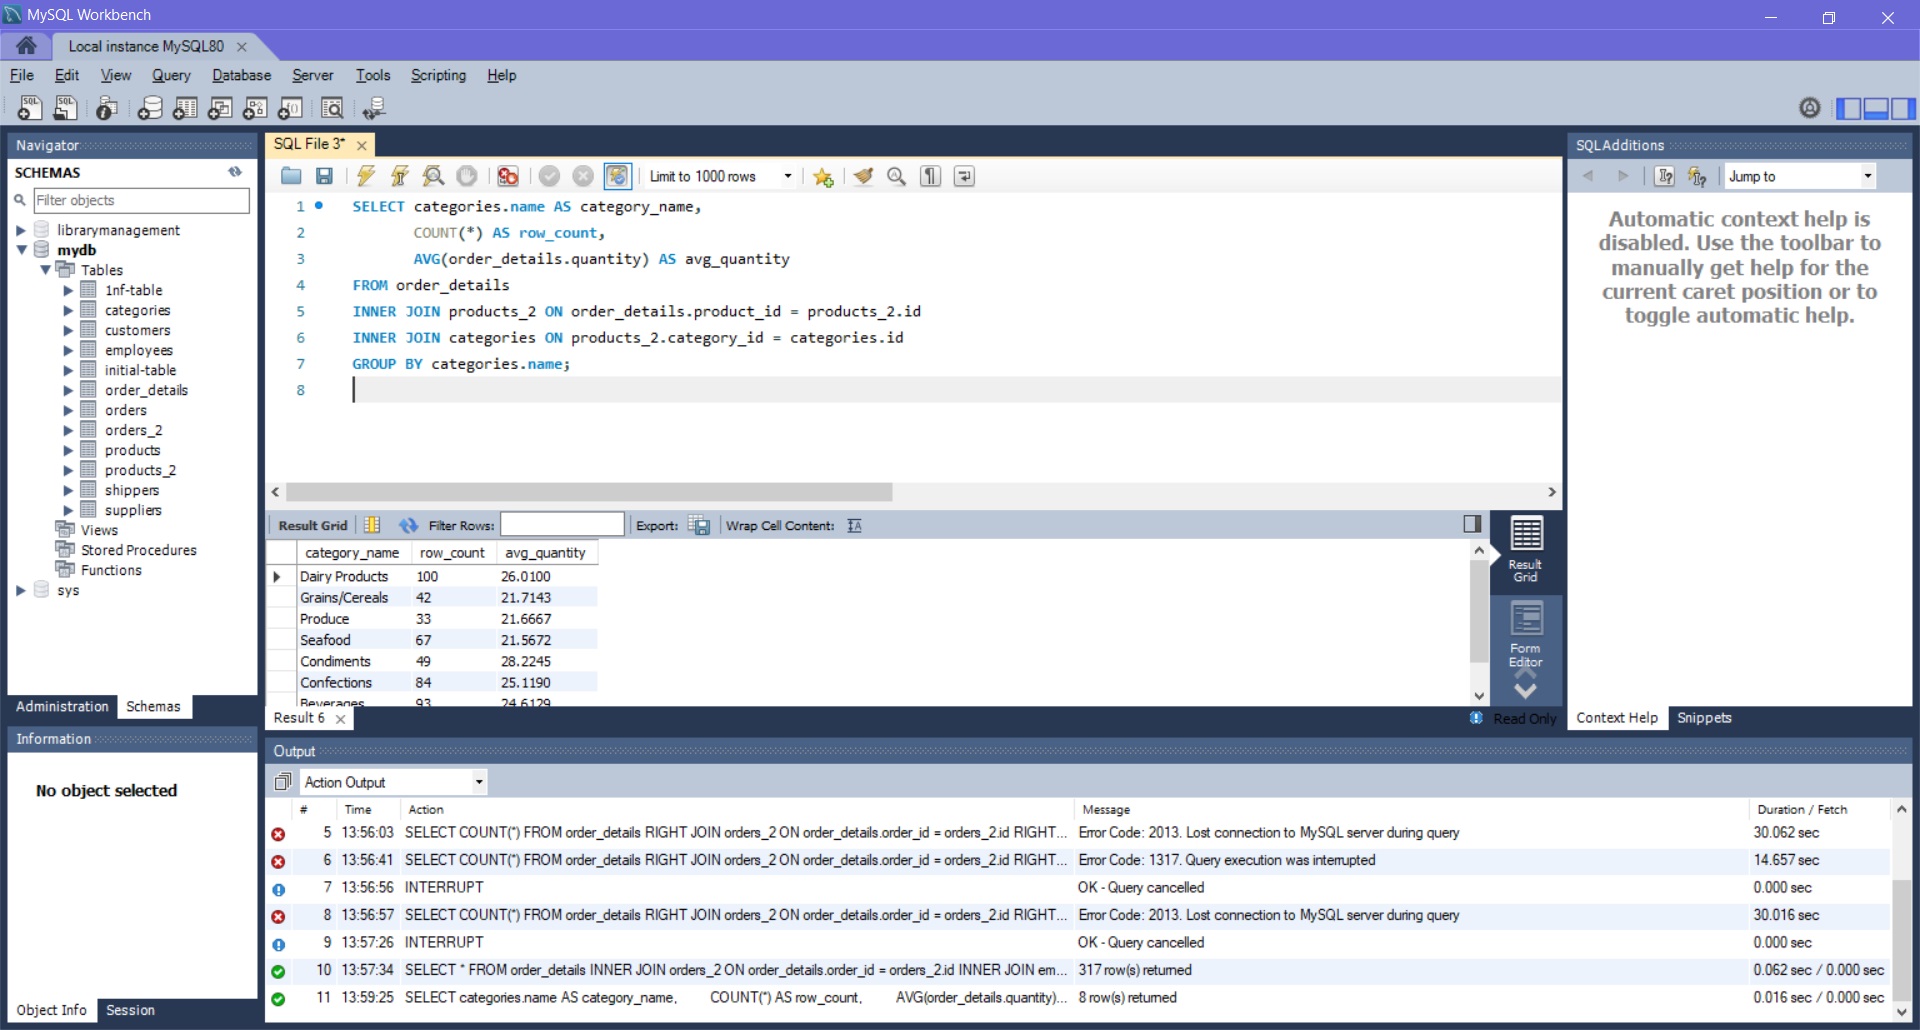 MySQL Workbench
Local instance MySQL80
File Edit View Query Database Server Tools Scripting Help
Navigator
SCHEMAS
Filter objects
librarymanagement
mydb
Tables
1nf-table
categories
customers
employees
initial-table
order_details
orders
orders_2
products
products_2
shippers
suppliers
Views
Stored Procedures
Functions
sys
Administration Schemas
Information
No object selected
Object Info Session
SQL File 3*
Limit to 1000 rows
1 SELECT categories.name AS category_name,
2 COUNT(*) AS row_count,
3 AVG(order_details.quantity) AS avg_quantity
4 FROM order_details
5 INNER JOIN products_2 ON order_details.product_id = products_2.id
6 INNER JOIN categories ON products_2.category_id = categories.id
7 GROUP BY categories.name;
8
Result Grid Filter Rows: Export: Wrap Cell Content:
category_name row_count avg_quantity
Dairy Products 100 26.0100
Grains/Cereals 42 21.7143
Produce 33 21.6667
Seafood 67 21.5672
Condiments 49 28.2245
Confections 84 25.1190
Beverages 93 24.6129
Result Grid
Form Editor
Result 6
Read Only
SQLAdditions
Jump to
Automatic context help is
disabled. Use the toolbar to
manually get help for the
current caret position or to
toggle automatic help.
Context Help Snippets
Output
Action Output
# Time Action Message Duration / Fetch
5 13:56:03 SELECT COUNT(*) FROM order_details RIGHT JOIN orders_2 ON order_details.order_id = orders_2.id RIGHT... Error Code: 2013. Lost connection to MySQL server during query 30.062 sec
6 13:56:41 SELECT COUNT(*) FROM order_details RIGHT JOIN orders_2 ON order_details.order_id = orders_2.id RIGHT... Error Code: 1317. Query execution was interrupted 14.657 sec
7 13:56:56 INTERRUPT OK - Query cancelled 0.000 sec
8 13:56:57 SELECT COUNT(*) FROM order_details RIGHT JOIN orders_2 ON order_details.order_id = orders_2.id RIGHT... Error Code: 2013. Lost connection to MySQL server during query 30.016 sec
9 13:57:26 INTERRUPT OK - Query cancelled 0.000 sec
10 13:57:34 SELECT * FROM order_details INNER JOIN orders_2 ON order_details.order_id = orders_2.id INNER JOIN em... 317 row(s) returned 0.062 sec / 0.000 sec
11 13:59:25 SELECT categories.name AS category_name, COUNT(*) AS row_count, AVG(order_details.quantity)... 8 row(s) returned 0.016 sec / 0.000 sec